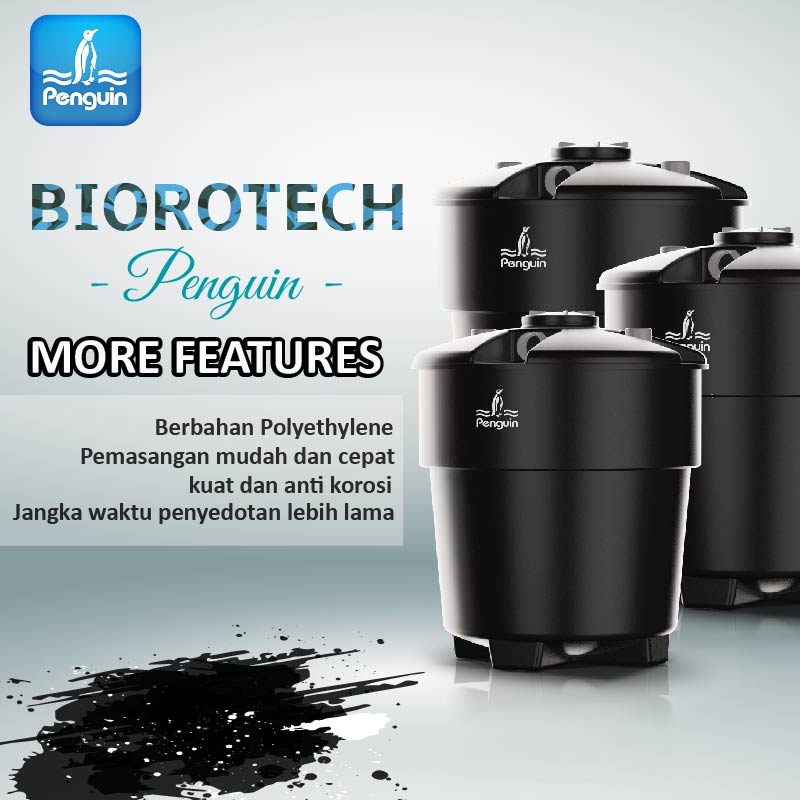 Penguin
BIOROTECH
- Penguin -
MORE FEATURES
Berbahan Polyethylene
Pemasangan mudah dan cepat
kuat dan anti korosi
Jangka waktu penyedotan lebih lama
Penguin
Penguin
Penguin